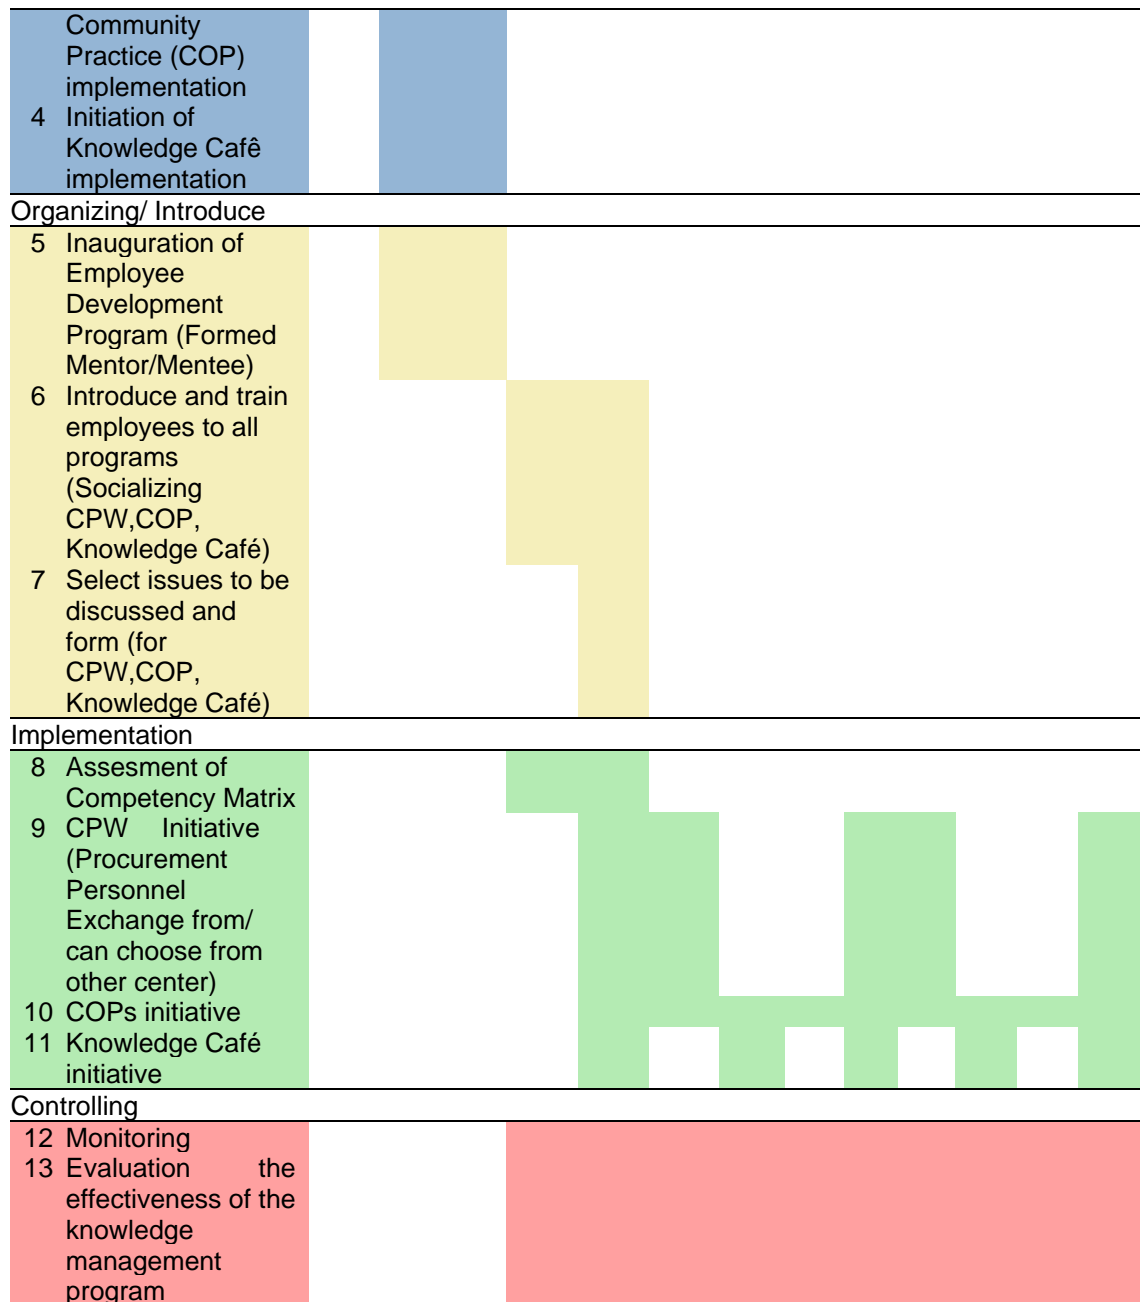 Community
Practice (COP)
implementation
4 Initiation of
Knowledge Cafê
implementation
Organizing/ Introduce
5 Inauguration of
Employee
Development
Program (Formed
Mentor/Mentee)
6 Introduce and train
employees to all
programs
(Socializing
CPW,COP,
Knowledge Café)
7 Select issues to be
discussed and
form (for
CPW,COP,
Knowledge Café)
Implementation
8 Assesment of
Competency Matrix
9 CPW Initiative
(Procurement
Personnel
Exchange from/
can choose from
other center)
10 COPs initiative
11 Knowledge Café
initiative
Controlling
12 Monitoring
13 Evaluation the
effectiveness of the
knowledge
management
program